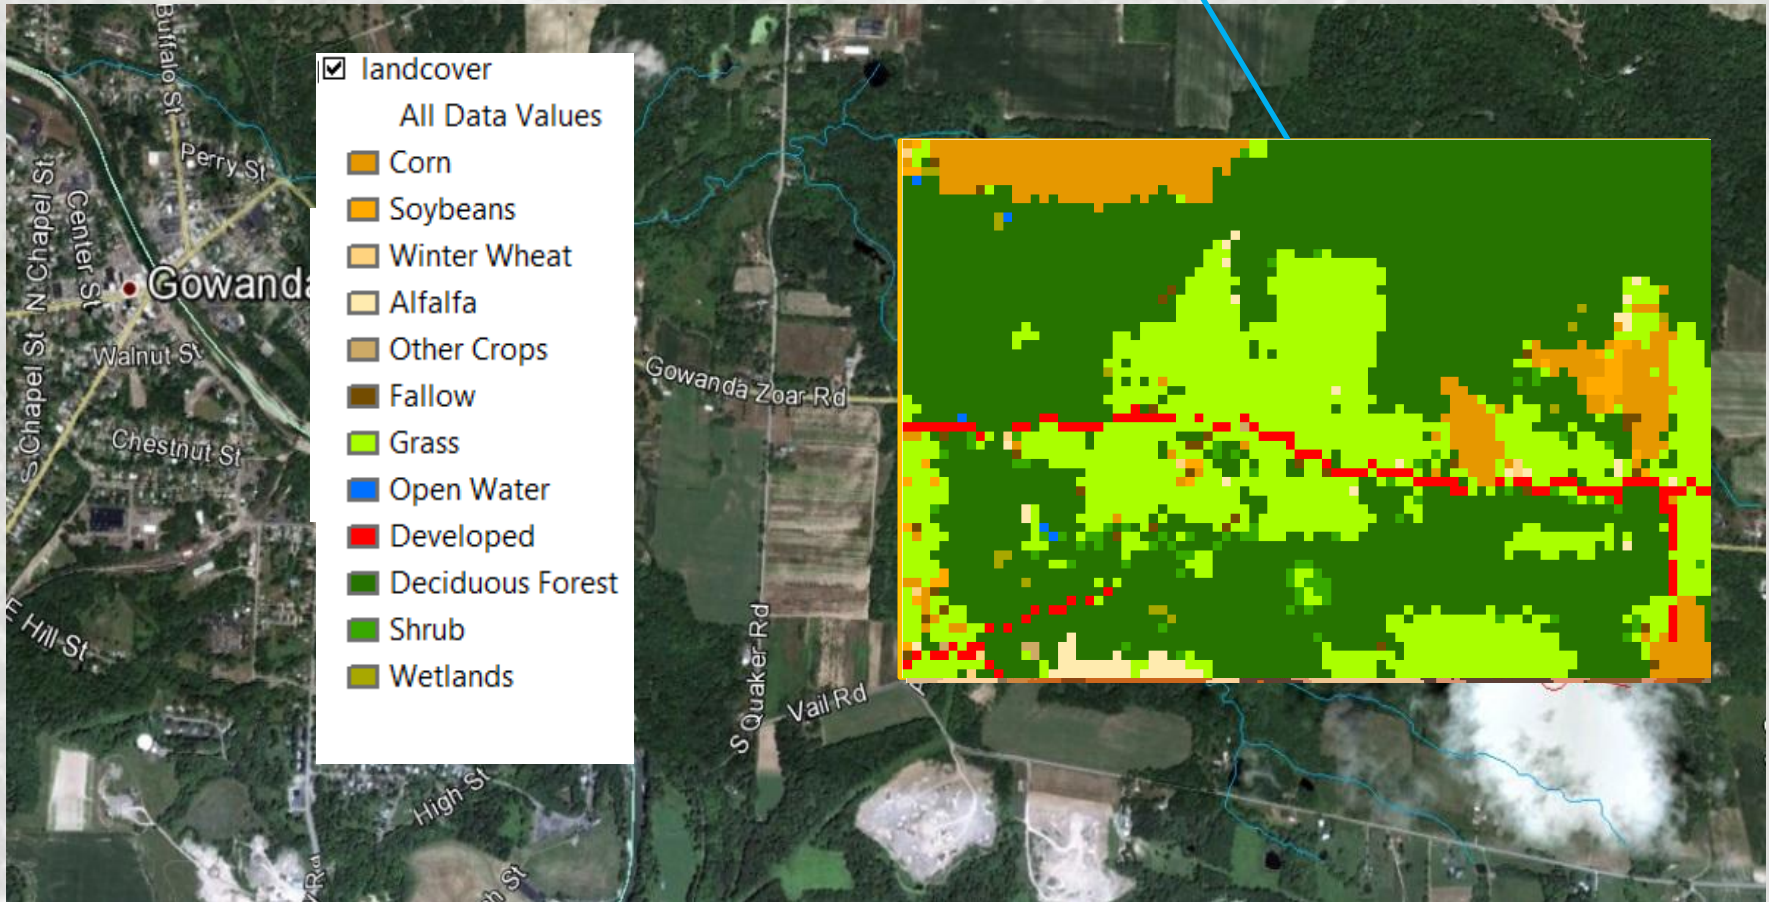 Buffalo St
Perry St
N Chapel St
Center St
Gowanda
Walnut St
S Chapel St
Chestnut St
E Hill St
High St
landcover
All Data Values
Corn
Soybeans
Winter Wheat
Alfalfa
Other Crops
Fallow
Grass
Open Water
Developed
Deciduous Forest
Shrub
Wetlands
Gowanda Zoar Rd
S Quaker Rd
Vail Rd